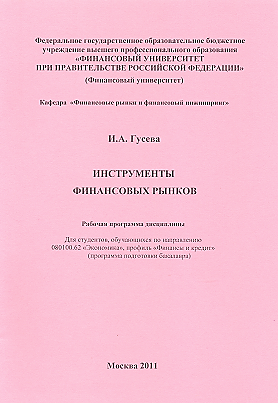 Федеральное государственное образовательное бюджетное
учреждение высшего профессионального образования
«ФИНАНСОВЫЙ УНИВЕРСИТЕТ
ПРИ ПРАВИТЕЛЬСТВЕ РОССИЙСКОЙ ФЕДЕРАЦИИ»
(Финансовый университет)
Кафедра «Финансовые рынки и финансовый инжиниринг»
И.А. Гусева
ИНСТРУМЕНТЫ
ФИНАНСОВЫХ РЫНКОВ
Рабочая программа дисциплины
Для студентов, обучающихся по направлению
080100.62 «Экономика», профиль «Финансы и кредит»
(программа подготовки бакалавра)
Москва 2011